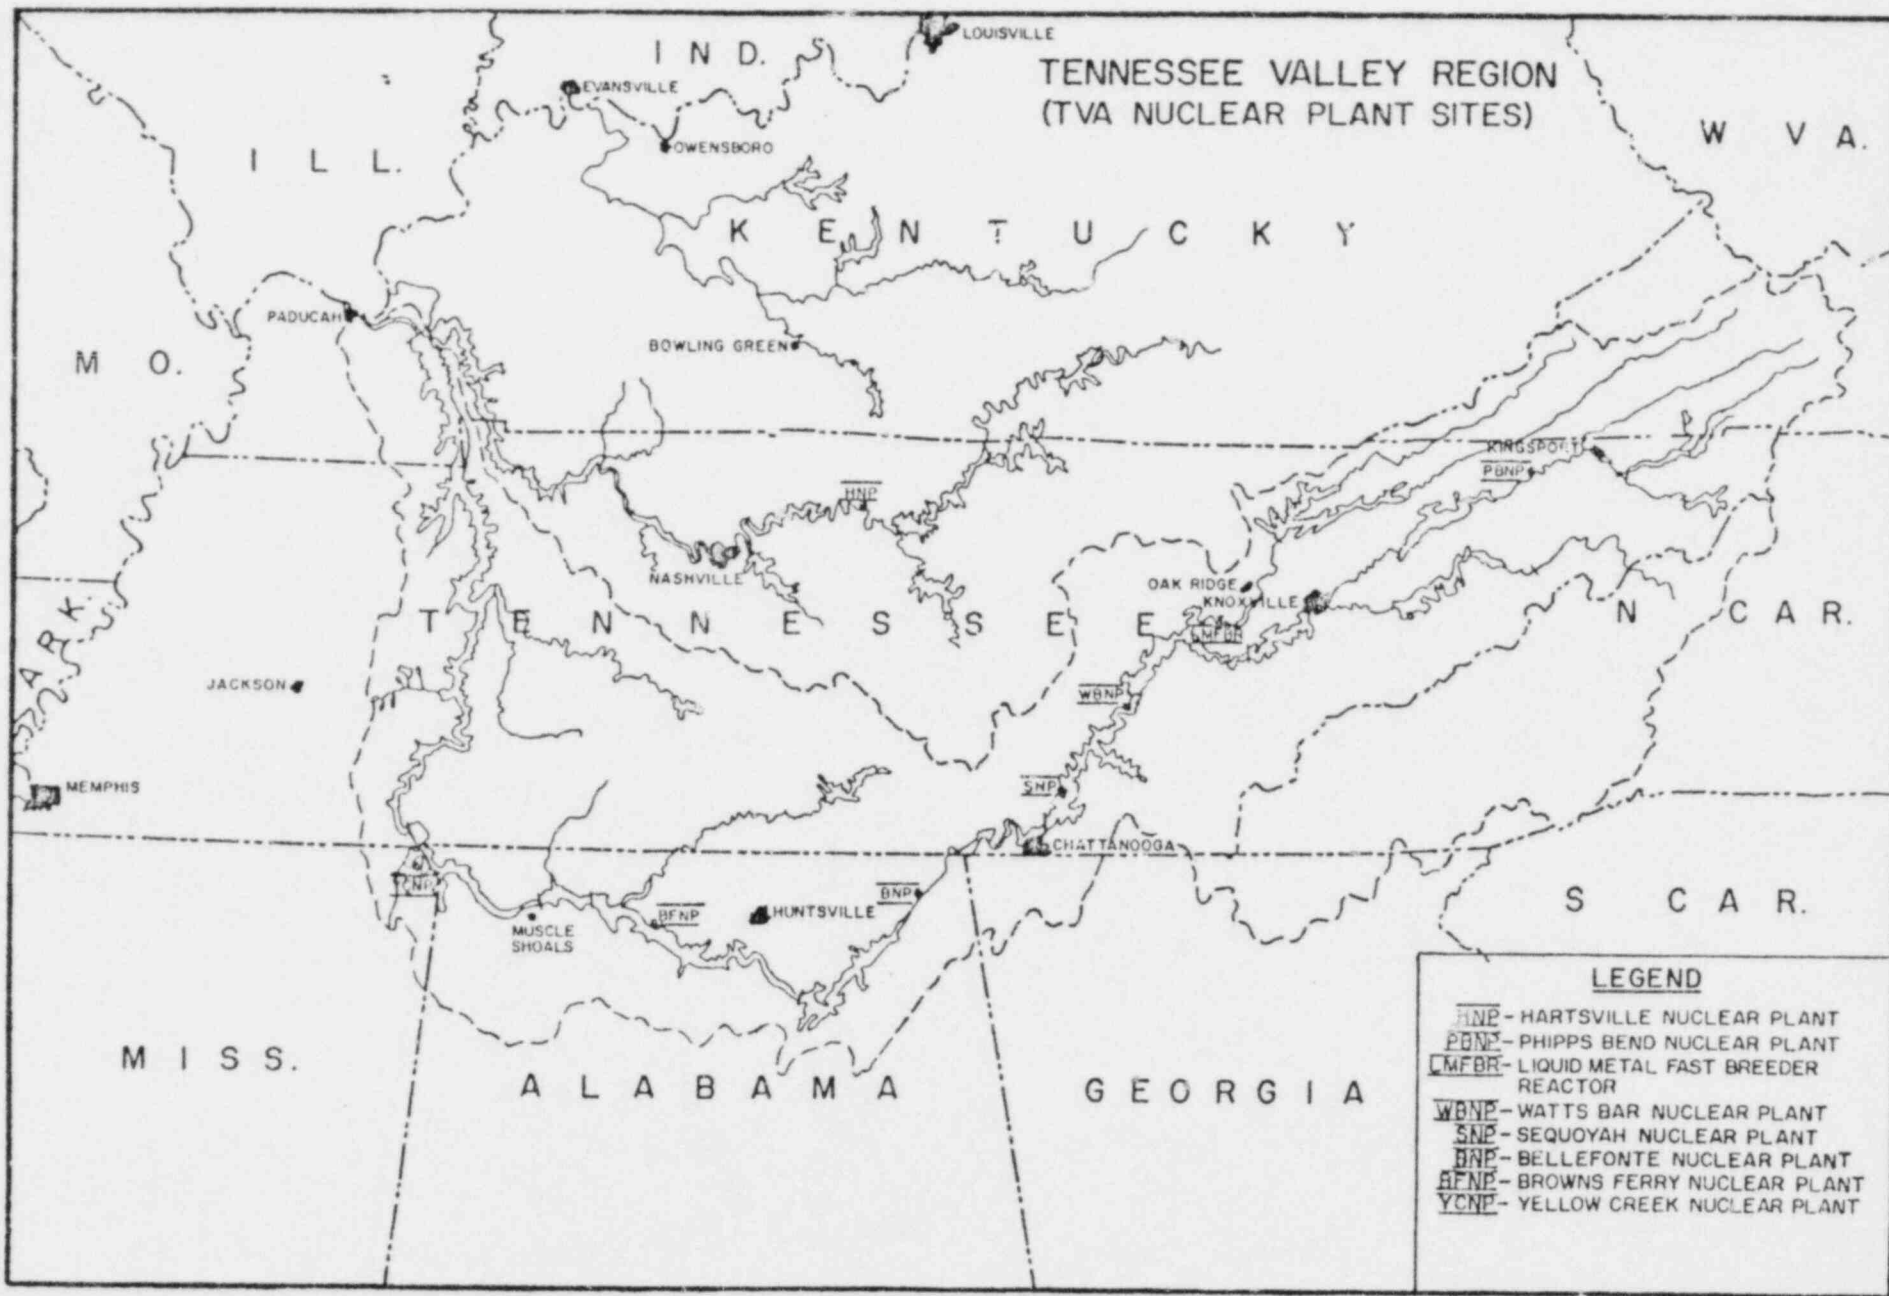 LOUISVILLE
IND.
TENNESSEE VALLEY REGION
(TVA NUCLEAR PLANT SITES)
EVANSVILLE
OWENSBORO
W VA.
ILL.
KENTUCKY
PADUCAH
BOWLING GREEN
MO.
KINGSPORT
PBNP
HNP
NASHVILLE
OAK RIDGE
KNOXVILLE
TENNESSEE
LMFBR
N CAR.
ARK.
JACKSON
WBNP
MEMPHIS
SNP
CHATTANOOGA
YCNP
BNP
BFNP
HUNTSVILLE
MUSCLE
SHOALS
S CAR.
MISS.
ALABAMA
GEORGIA
LEGEND
HNP - HARTSVILLE NUCLEAR PLANT
PBNP - PHIPPS BEND NUCLEAR PLANT
LMFBR - LIQUID METAL FAST BREEDER
REACTOR
WBNP - WATTS BAR NUCLEAR PLANT
SNP - SEQUOYAH NUCLEAR PLANT
BNP - BELLEFONTE NUCLEAR PLANT
BFNP - BROWNS FERRY NUCLEAR PLANT
YCNP - YELLOW CREEK NUCLEAR PLANT